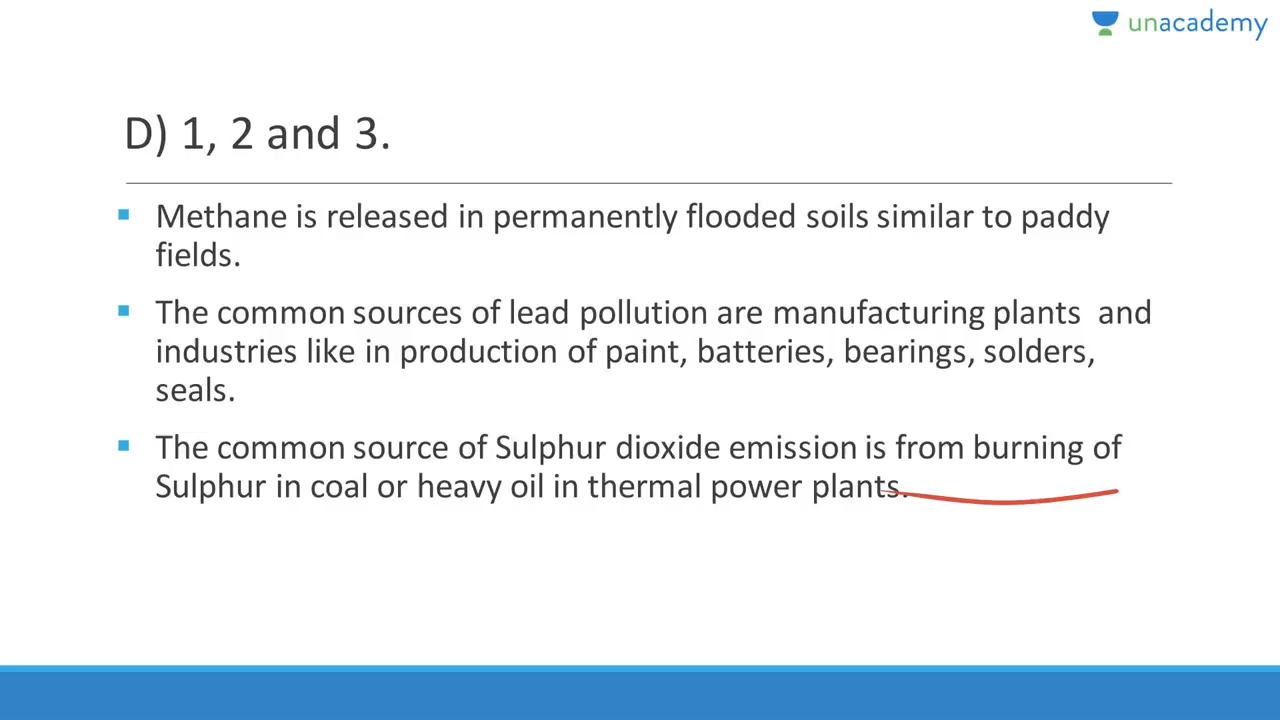 unacademy
D) 1, 2 and 3.
Methane is released in permanently flooded soils similar to paddy
fields.
The common sources of lead pollution are manufacturing plants and
industries like in production of paint, batteries, bearings, solders,
seals.
The common source of Sulphur dioxide emission is from burning of
Sulphur in coal or heavy oil in thermal power plants.